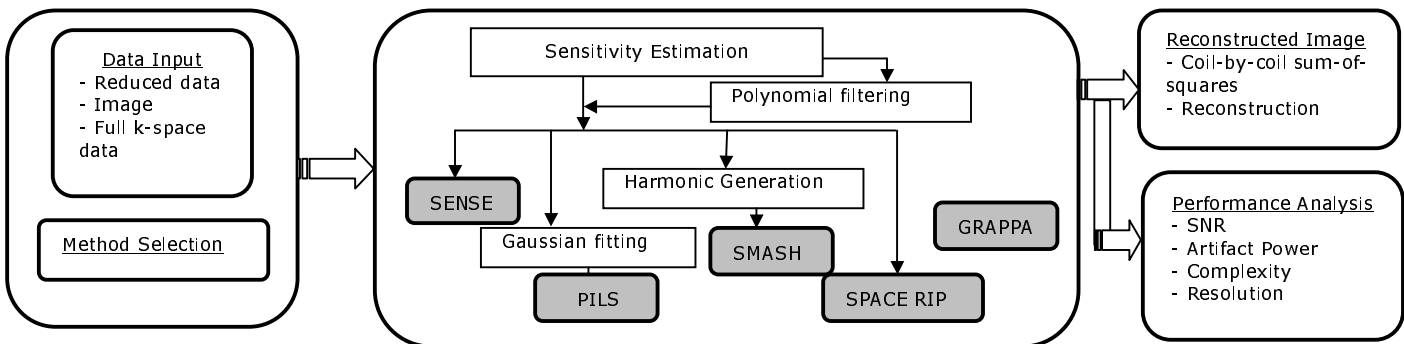 Data Input
- Reduced data
- Image
- Full k-space
data
Method Selection
Sensitivity Estimation
Polynomial filtering
SENSE
Harmonic Generation
Gaussian fitting
SMASH
GRAPPA
PILS
SPACE RIP
Reconstructed Image
- Coil-by-coil sum-of-
squares
- Reconstruction
Performance Analysis
- SNR
- Artifact Power
- Complexity
- Resolution